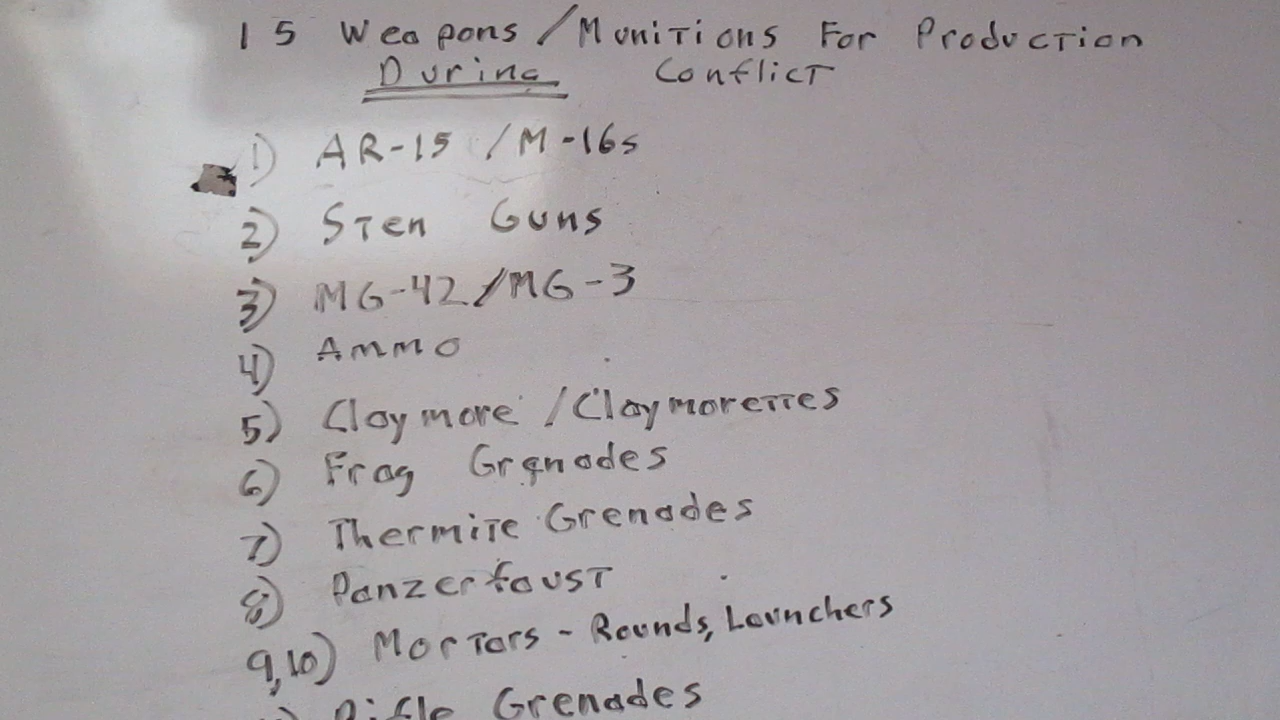 15 Weapons/Munitions For Production
During Conflict
1) AR-15 /M-16s
2) Sten Guns
3) MG-42/MG-3
4) Ammo
5) Claymore /Claymorettes
6) Frag Grenades
7) Thermite Grenades
8) Panzerfaust
9,10) Mortars - Rounds, Launchers
Rifle Grenades